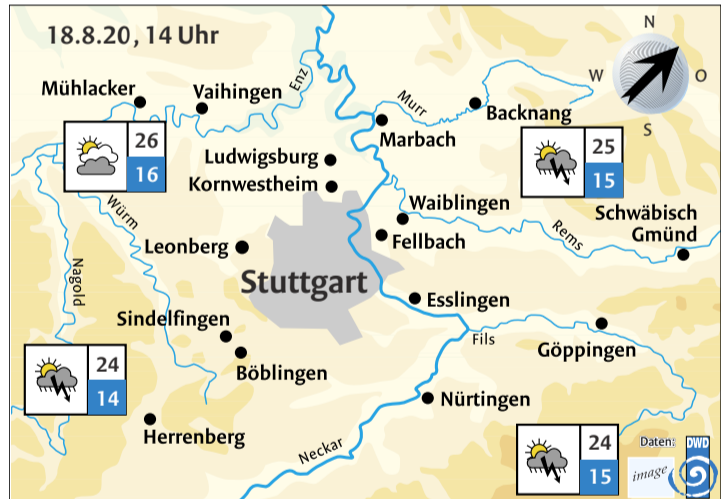 18.8.20, 14 Uhr
N
W
O
S
Mühlacker
Vaihingen
Enz
Murr
Backnang
Marbach
26
16
25
15
Ludwigsburg
Kornwestheim
Waiblingen
Fellbach
Rems
Schwäbisch
Gmünd
Würm
Nagold
Leonberg
Stuttgart
Esslingen
Sindelfingen
Böblingen
Fils
Göppingen
24
14
Nürtingen
Herrenberg
Neckar
24
15
Daten:
DWD
image